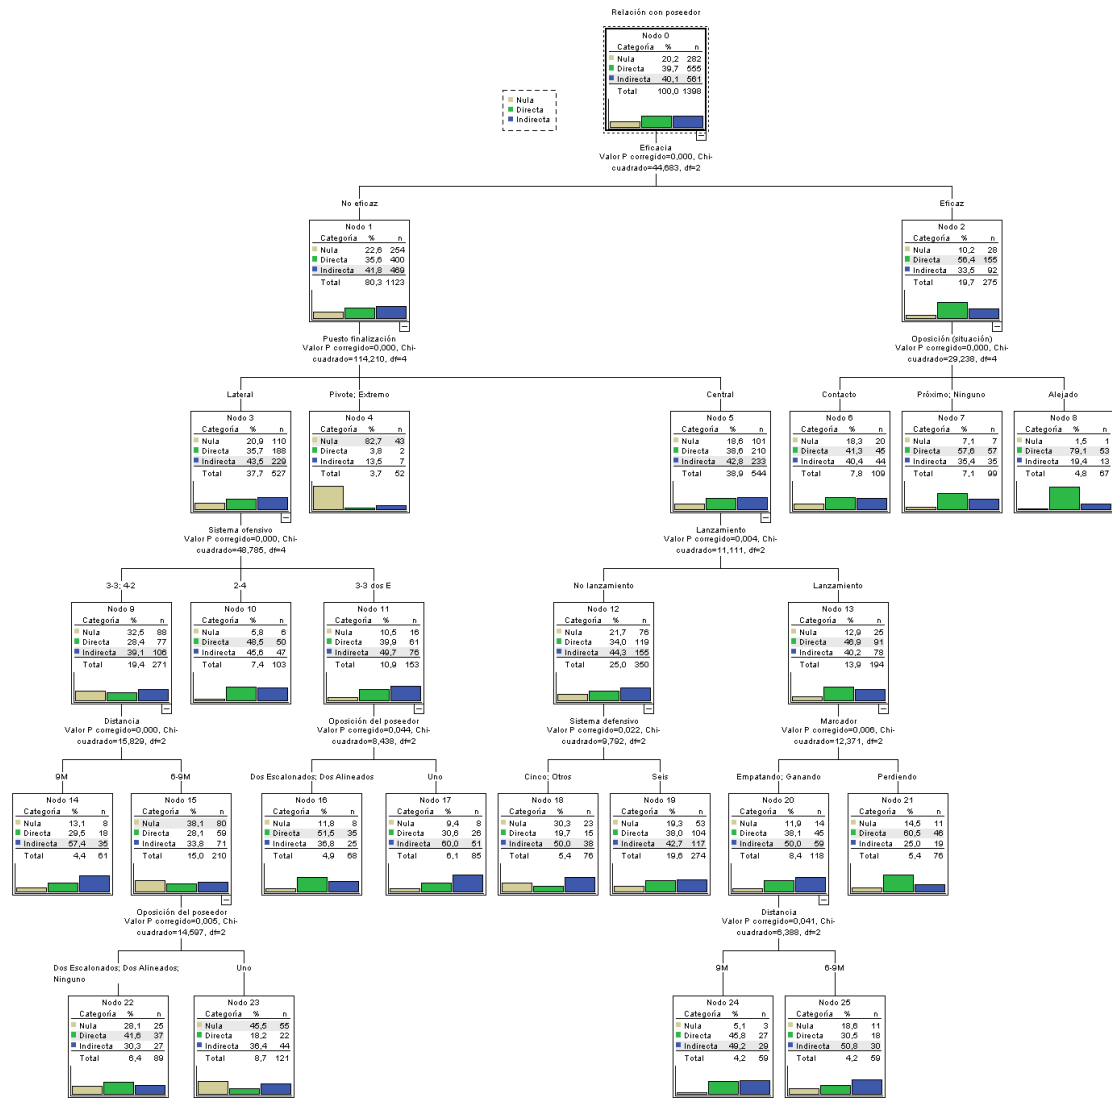 Relación con poseedor
Nodo 0
Categoría % n
Nula 20,2 282
Directa 39,7 555
Indirecta 40,1 561
Total 100,0 1398
Nula
Directa
Indirecta
Eficacia
Valor P corregido=0,000, Chi-
cuadrado=44,683, df=2
No eficaz
Eficaz
Nodo 1
Categoría % n
Nula 22,6 254
Directa 35,6 400
Indirecta 41,8 469
Total 80,3 1123
Nodo 2
Categoría % n
Nula 10,2 28
Directa 56,4 155
Indirecta 33,5 92
Total 19,7 275
Puesto finalización
Valor P corregido=0,000, Chi-
cuadrado=114,210, df=4
Oposición (situación)
Valor P corregido=0,000, Chi-
cuadrado=29,238, df=4
Lateral
Pivote; Extremo
Central
Contacto
Próximo; Ninguno
Alejado
Nodo 3
Categoría % n
Nula 20,9 110
Directa 35,7 188
Indirecta 43,5 229
Total 37,7 527
Nodo 4
Categoría % n
Nula 82,7 43
Directa 3,8 2
Indirecta 13,5 7
Total 3,7 52
Nodo 5
Categoría % n
Nula 18,6 101
Directa 38,6 210
Indirecta 42,8 233
Total 38,9 544
Nodo 6
Categoría % n
Nula 18,3 20
Directa 41,3 45
Indirecta 40,4 44
Total 7,8 109
Nodo 7
Categoría % n
Nula 7,1 7
Directa 57,6 57
Indirecta 35,4 35
Total 7,1 99
Nodo 8
Categoría % n
Nula 1,5 1
Directa 79,1 53
Indirecta 19,4 13
Total 4,8 67
Sistema ofensivo
Valor P corregido=0,000, Chi-
cuadrado=48,785, df=4
Lanzamiento
Valor P corregido=0,004, Chi-
cuadrado=11,111, df=2
3-3; 4-2
2-4
3-3 dos E
No lanzamiento
Lanzamiento
Nodo 9
Categoría % n
Nula 32,5 88
Directa 28,4 77
Indirecta 39,1 106
Total 19,4 271
Nodo 10
Categoría % n
Nula 5,8 6
Directa 48,5 50
Indirecta 45,6 47
Total 7,4 103
Nodo 11
Categoría % n
Nula 10,5 16
Directa 39,9 61
Indirecta 49,7 76
Total 10,9 153
Nodo 12
Categoría % n
Nula 21,7 76
Directa 34,0 119
Indirecta 44,3 155
Total 25,0 350
Nodo 13
Categoría % n
Nula 12,9 25
Directa 46,9 91
Indirecta 40,2 78
Total 13,9 194
Distancia
Valor P corregido=0,000, Chi-
cuadrado=15,829, df=2
Oposición del poseedor
Valor P corregido=0,044, Chi-
cuadrado=8,438, df=2
Sistema defensivo
Valor P corregido=0,022, Chi-
cuadrado=9,792, df=2
Marcador
Valor P corregido=0,006, Chi-
cuadrado=12,371, df=2
9M
6-9M
Dos Escalonados; Dos Alineados
Uno
Cinco; Otros
Seis
Empatando; Ganando
Perdiendo
Nodo 14
Categoría % n
Nula 13,1 8
Directa 29,5 18
Indirecta 57,4 35
Total 4,4 61
Nodo 15
Categoría % n
Nula 38,1 80
Directa 28,1 59
Indirecta 33,8 71
Total 15,0 210
Nodo 16
Categoría % n
Nula 11,8 8
Directa 51,5 35
Indirecta 36,8 25
Total 4,9 68
Nodo 17
Categoría % n
Nula 9,4 8
Directa 30,6 26
Indirecta 60,0 51
Total 6,1 85
Nodo 18
Categoría % n
Nula 30,3 23
Directa 19,7 15
Indirecta 50,0 38
Total 5,4 76
Nodo 19
Categoría % n
Nula 19,3 53
Directa 38,0 104
Indirecta 42,7 117
Total 19,6 274
Nodo 20
Categoría % n
Nula 11,9 14
Directa 38,1 45
Indirecta 50,0 59
Total 8,4 118
Nodo 21
Categoría % n
Nula 14,5 11
Directa 60,5 46
Indirecta 25,0 19
Total 5,4 76
Oposición del poseedor
Valor P corregido=0,005, Chi-
cuadrado=14,597, df=2
Distancia
Valor P corregido=0,041, Chi-
cuadrado=6,388, df=2
Dos Escalonados; Dos Alineados;
Ninguno
Uno
9M
6-9M
Nodo 22
Categoría % n
Nula 28,1 25
Directa 41,6 37
Indirecta 30,3 27
Total 6,4 89
Nodo 23
Categoría % n
Nula 45,5 55
Directa 18,2 22
Indirecta 36,4 44
Total 8,7 121
Nodo 24
Categoría % n
Nula 5,1 3
Directa 45,8 27
Indirecta 49,2 29
Total 4,2 59
Nodo 25
Categoría % n
Nula 18,6 11
Directa 30,5 18
Indirecta 50,8 30
Total 4,2 59